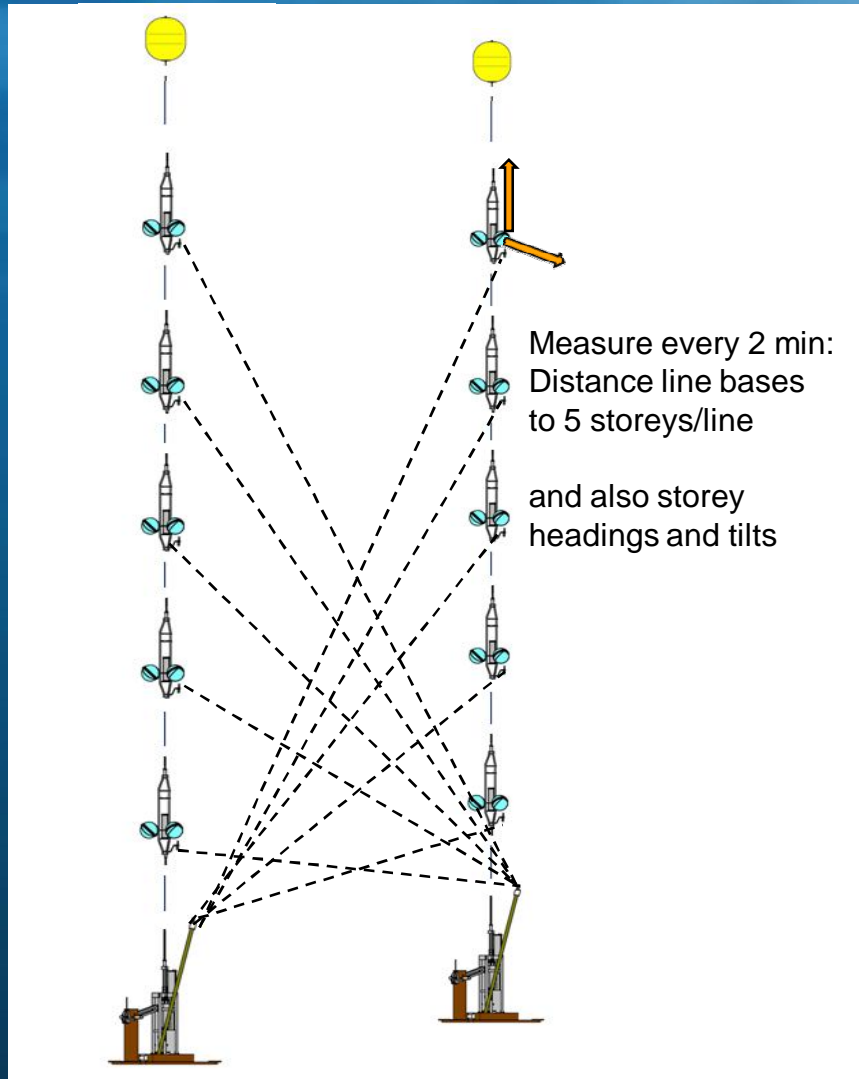 Measure every 2 min:
Distance line bases
to 5 storeys/line
and also storey
headings and tilts